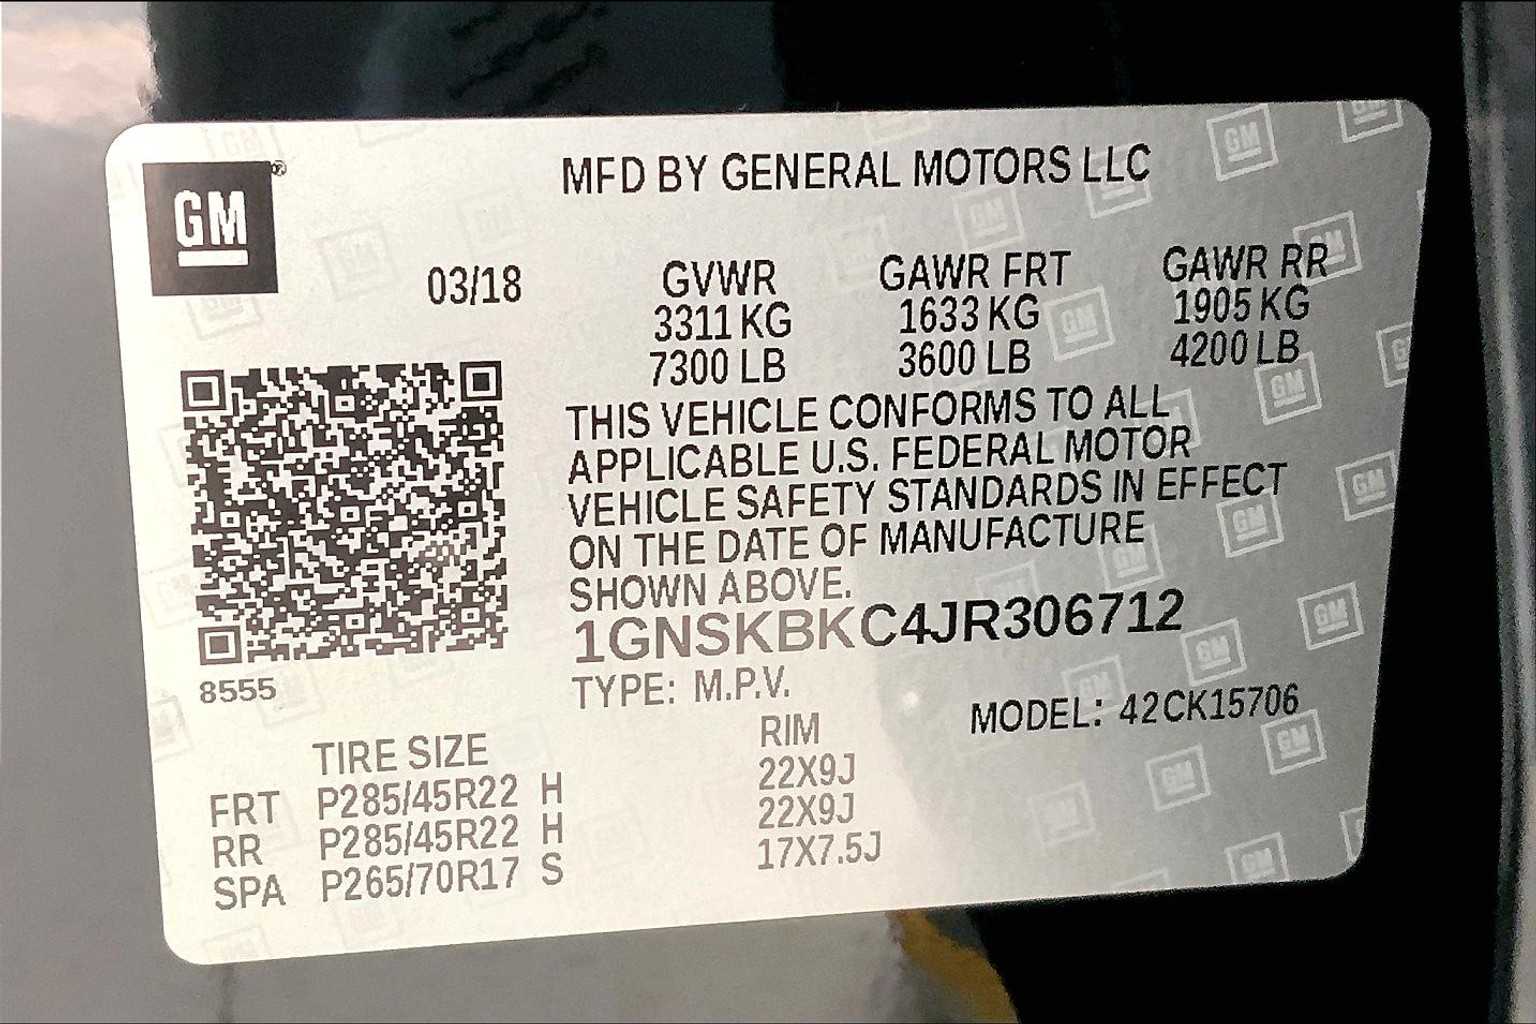 GM®
MFD BY GENERAL MOTORS LLC
03/18
GVWR GAWR FRT GAWR RR
3311 KG 1633 KG 1905 KG
7300 LB 3600 LB 4200 LB
THIS VEHICLE CONFORMS TO ALL
APPLICABLE U.S. FEDERAL MOTOR
VEHICLE SAFETY STANDARDS IN EFFECT
ON THE DATE OF MANUFACTURE
SHOWN ABOVE.
1GNSKBKC4JR306712
8555
TYPE: M.P.V. MODEL: 42CK15706
TIRE SIZE RIM
FRT P285/45R22 H 22X9J
RR P285/45R22 H 22X9J
SPA P265/70R17 S 17X7.5J